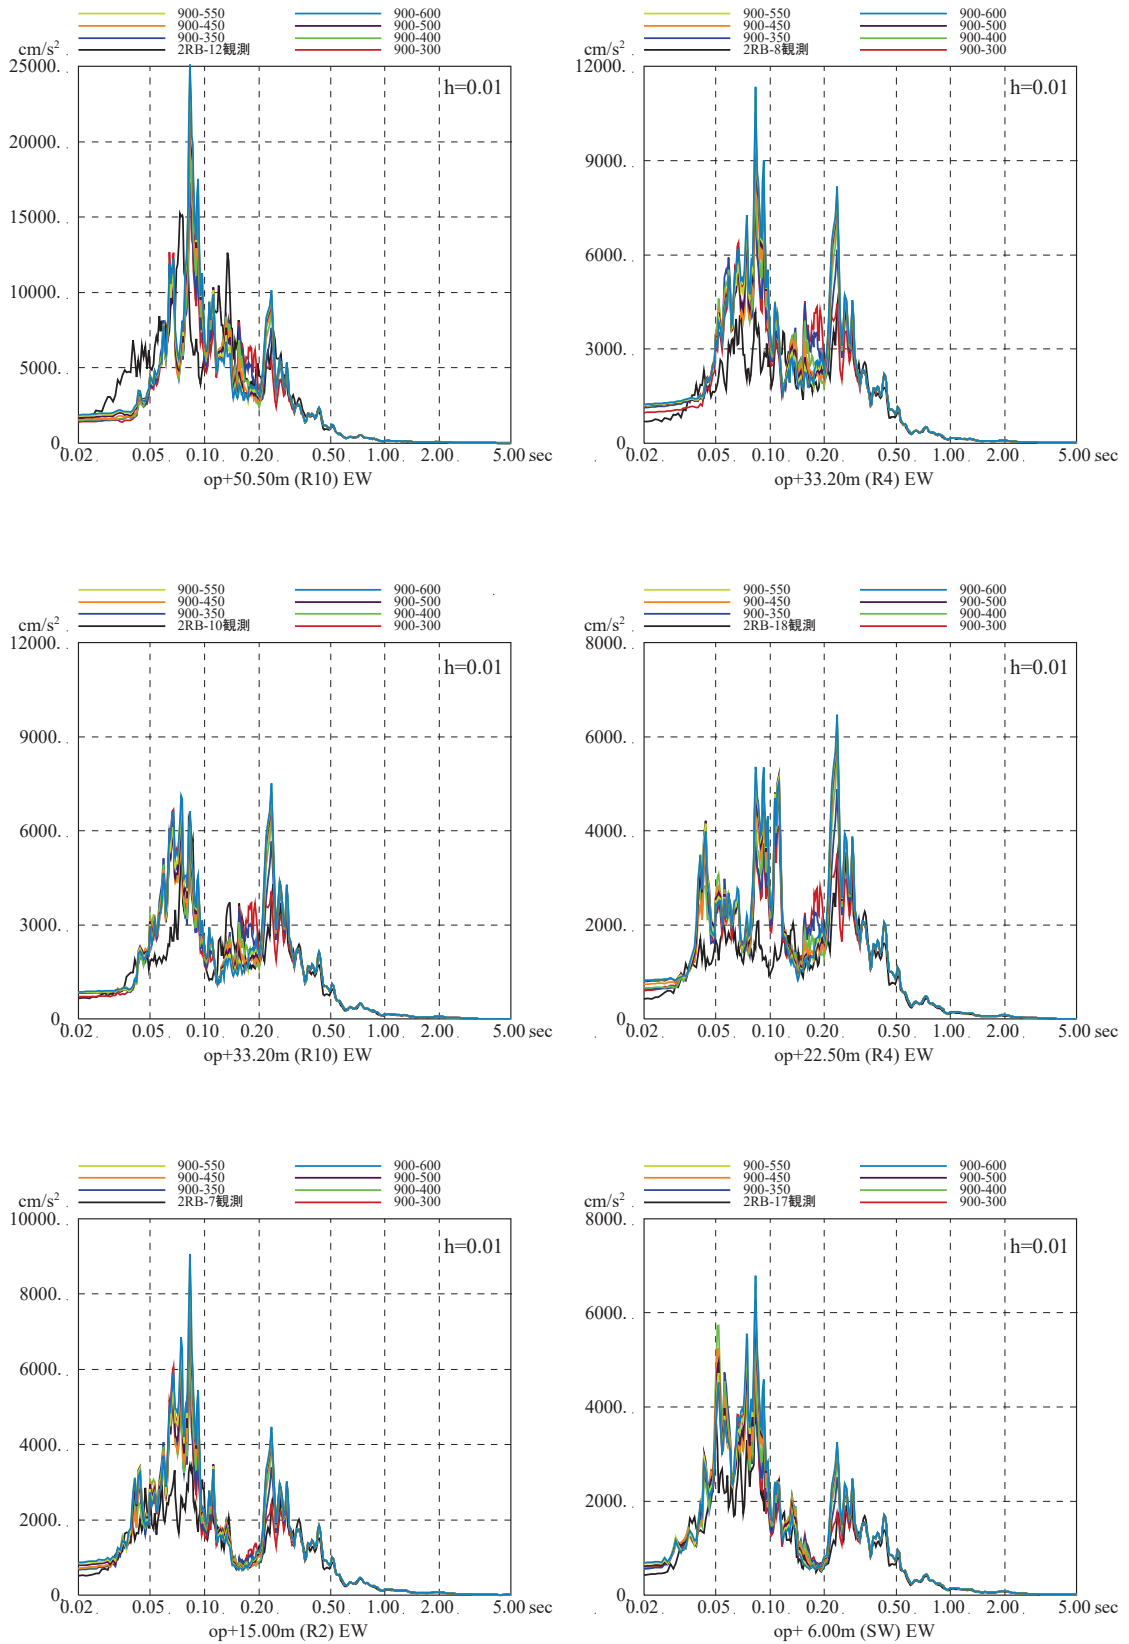 900-550 900-600
900-450 900-500
900-350 900-400
2RB-12観測 900-300
cm/s2
25000.
h=0.01
20000.
15000.
10000.
5000.
0.
0.02 0.05 0.10 0.20 0.50 1.00 2.00 5.00 sec
op+50.50m (R10) EW
900-550 900-600
900-450 900-500
900-350 900-400
2RB-8観測 900-300
cm/s2
12000.
h=0.01
9000.
6000.
3000.
0.
0.02 0.05 0.10 0.20 0.50 1.00 2.00 5.00 sec
op+33.20m (R4) EW
900-550 900-600
900-450 900-500
900-350 900-400
2RB-10観測 900-300
cm/s2
12000.
h=0.01
9000.
6000.
3000.
0.
0.02 0.05 0.10 0.20 0.50 1.00 2.00 5.00 sec
op+33.20m (R10) EW
900-550 900-600
900-450 900-500
900-350 900-400
2RB-18観測 900-300
cm/s2
8000.
h=0.01
6000.
4000.
2000.
0.
0.02 0.05 0.10 0.20 0.50 1.00 2.00 5.00 sec
op+22.50m (R4) EW
900-550 900-600
900-450 900-500
900-350 900-400
2RB-7観測 900-300
cm/s2
10000.
h=0.01
8000.
6000.
4000.
2000.
0.
0.02 0.05 0.10 0.20 0.50 1.00 2.00 5.00 sec
op+15.00m (R2) EW
900-550 900-600
900-450 900-500
900-350 900-400
2RB-17観測 900-300
cm/s2
8000.
h=0.01
6000.
4000.
2000.
0.
0.02 0.05 0.10 0.20 0.50 1.00 2.00 5.00 sec
op+ 6.00m (SW) EW